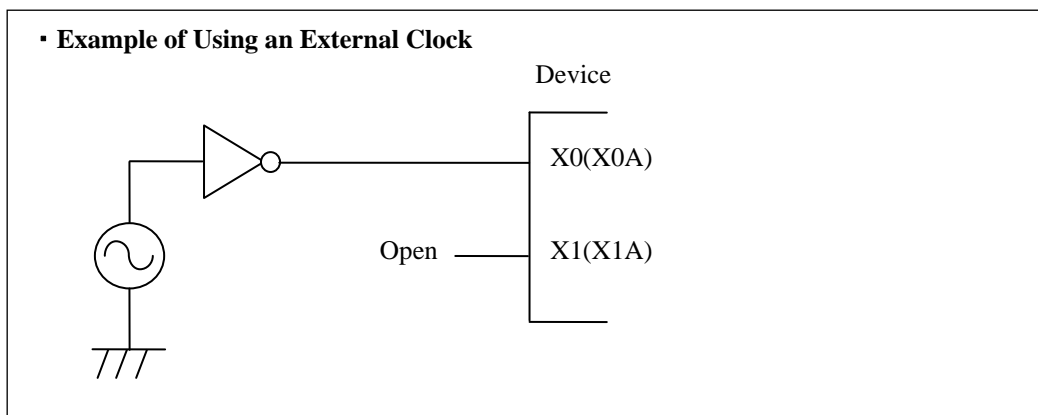 ▪ Example of Using an External Clock
Device
X0(X0A)
Open
X1(X1A)